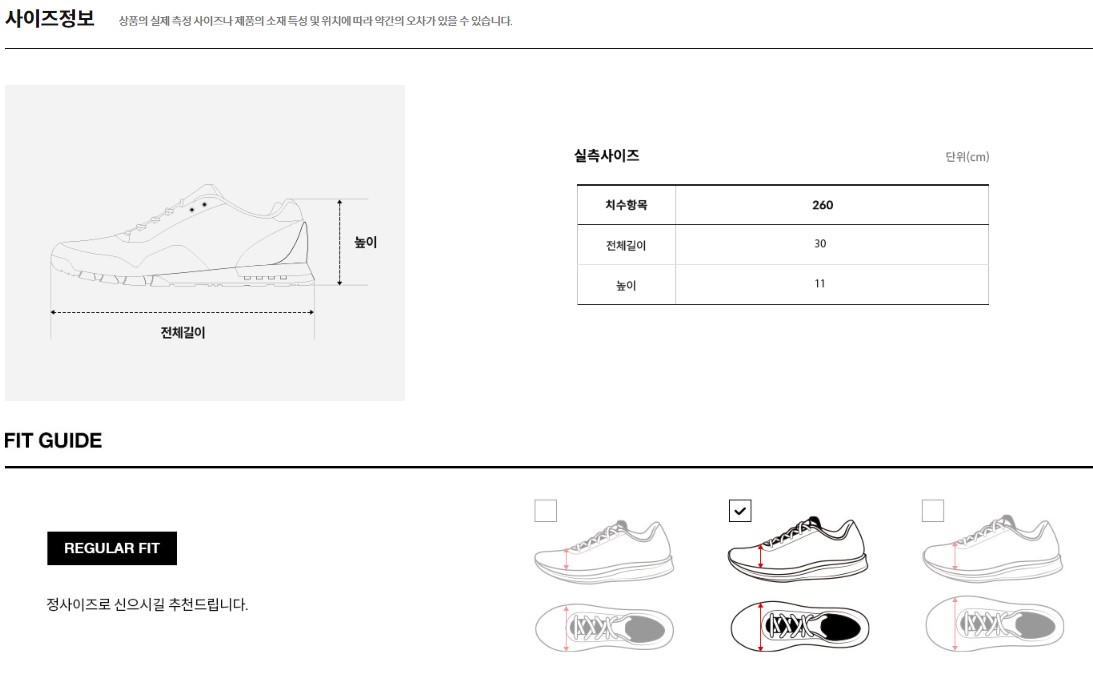 사이즈정보 상품의 실제 측정 사이즈나 제품의 소재 특성 및 위치에 따라 약간의 오차가 있을 수 있습니다.
높이
전체길이
실측사이즈 단위(cm)
치수항목 260
전체길이 30
높이 11
FIT GUIDE
REGULAR FIT
정사이즈로 신으시길 추천드립니다.